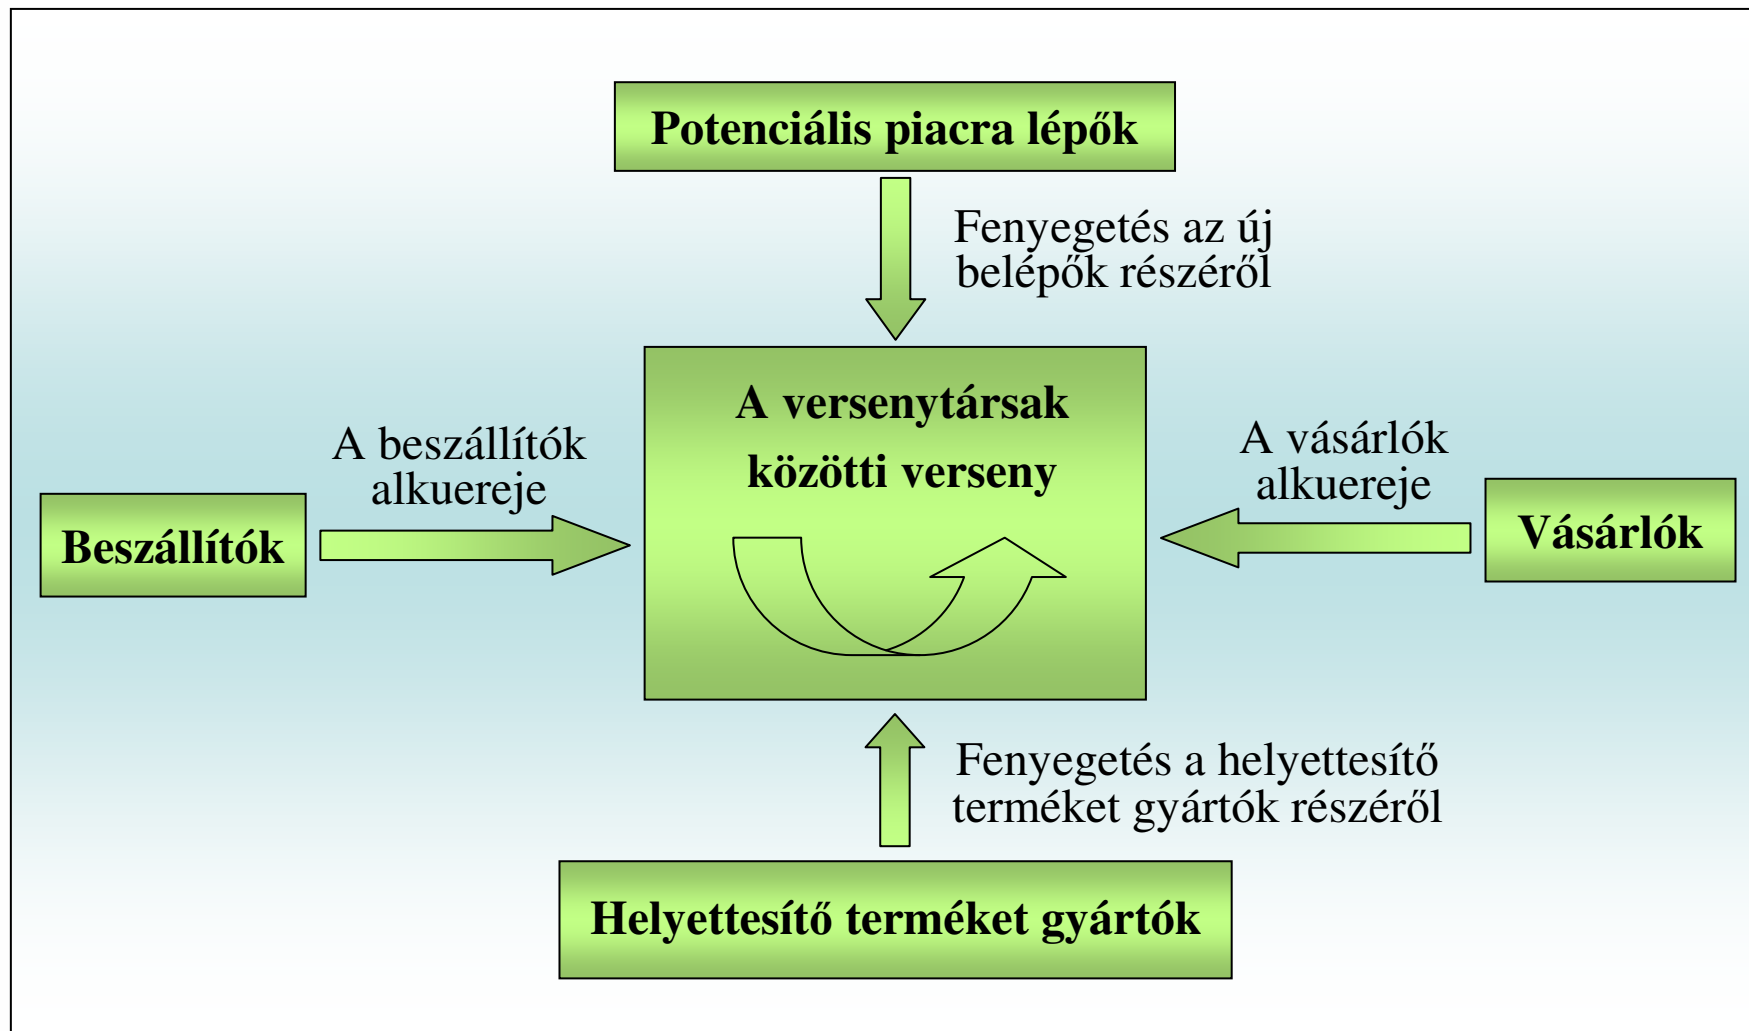 Potenciális piacra lépők
Fenyegetés az új
belépők részéről
A versenytársak
közötti verseny
A beszállítók
alkuereje
Beszállítók
A vásárlók
alkuereje
Vásárlók
Fenyegetés a helyettesítő
terméket gyártók részéről
Helyettesítő terméket gyártók